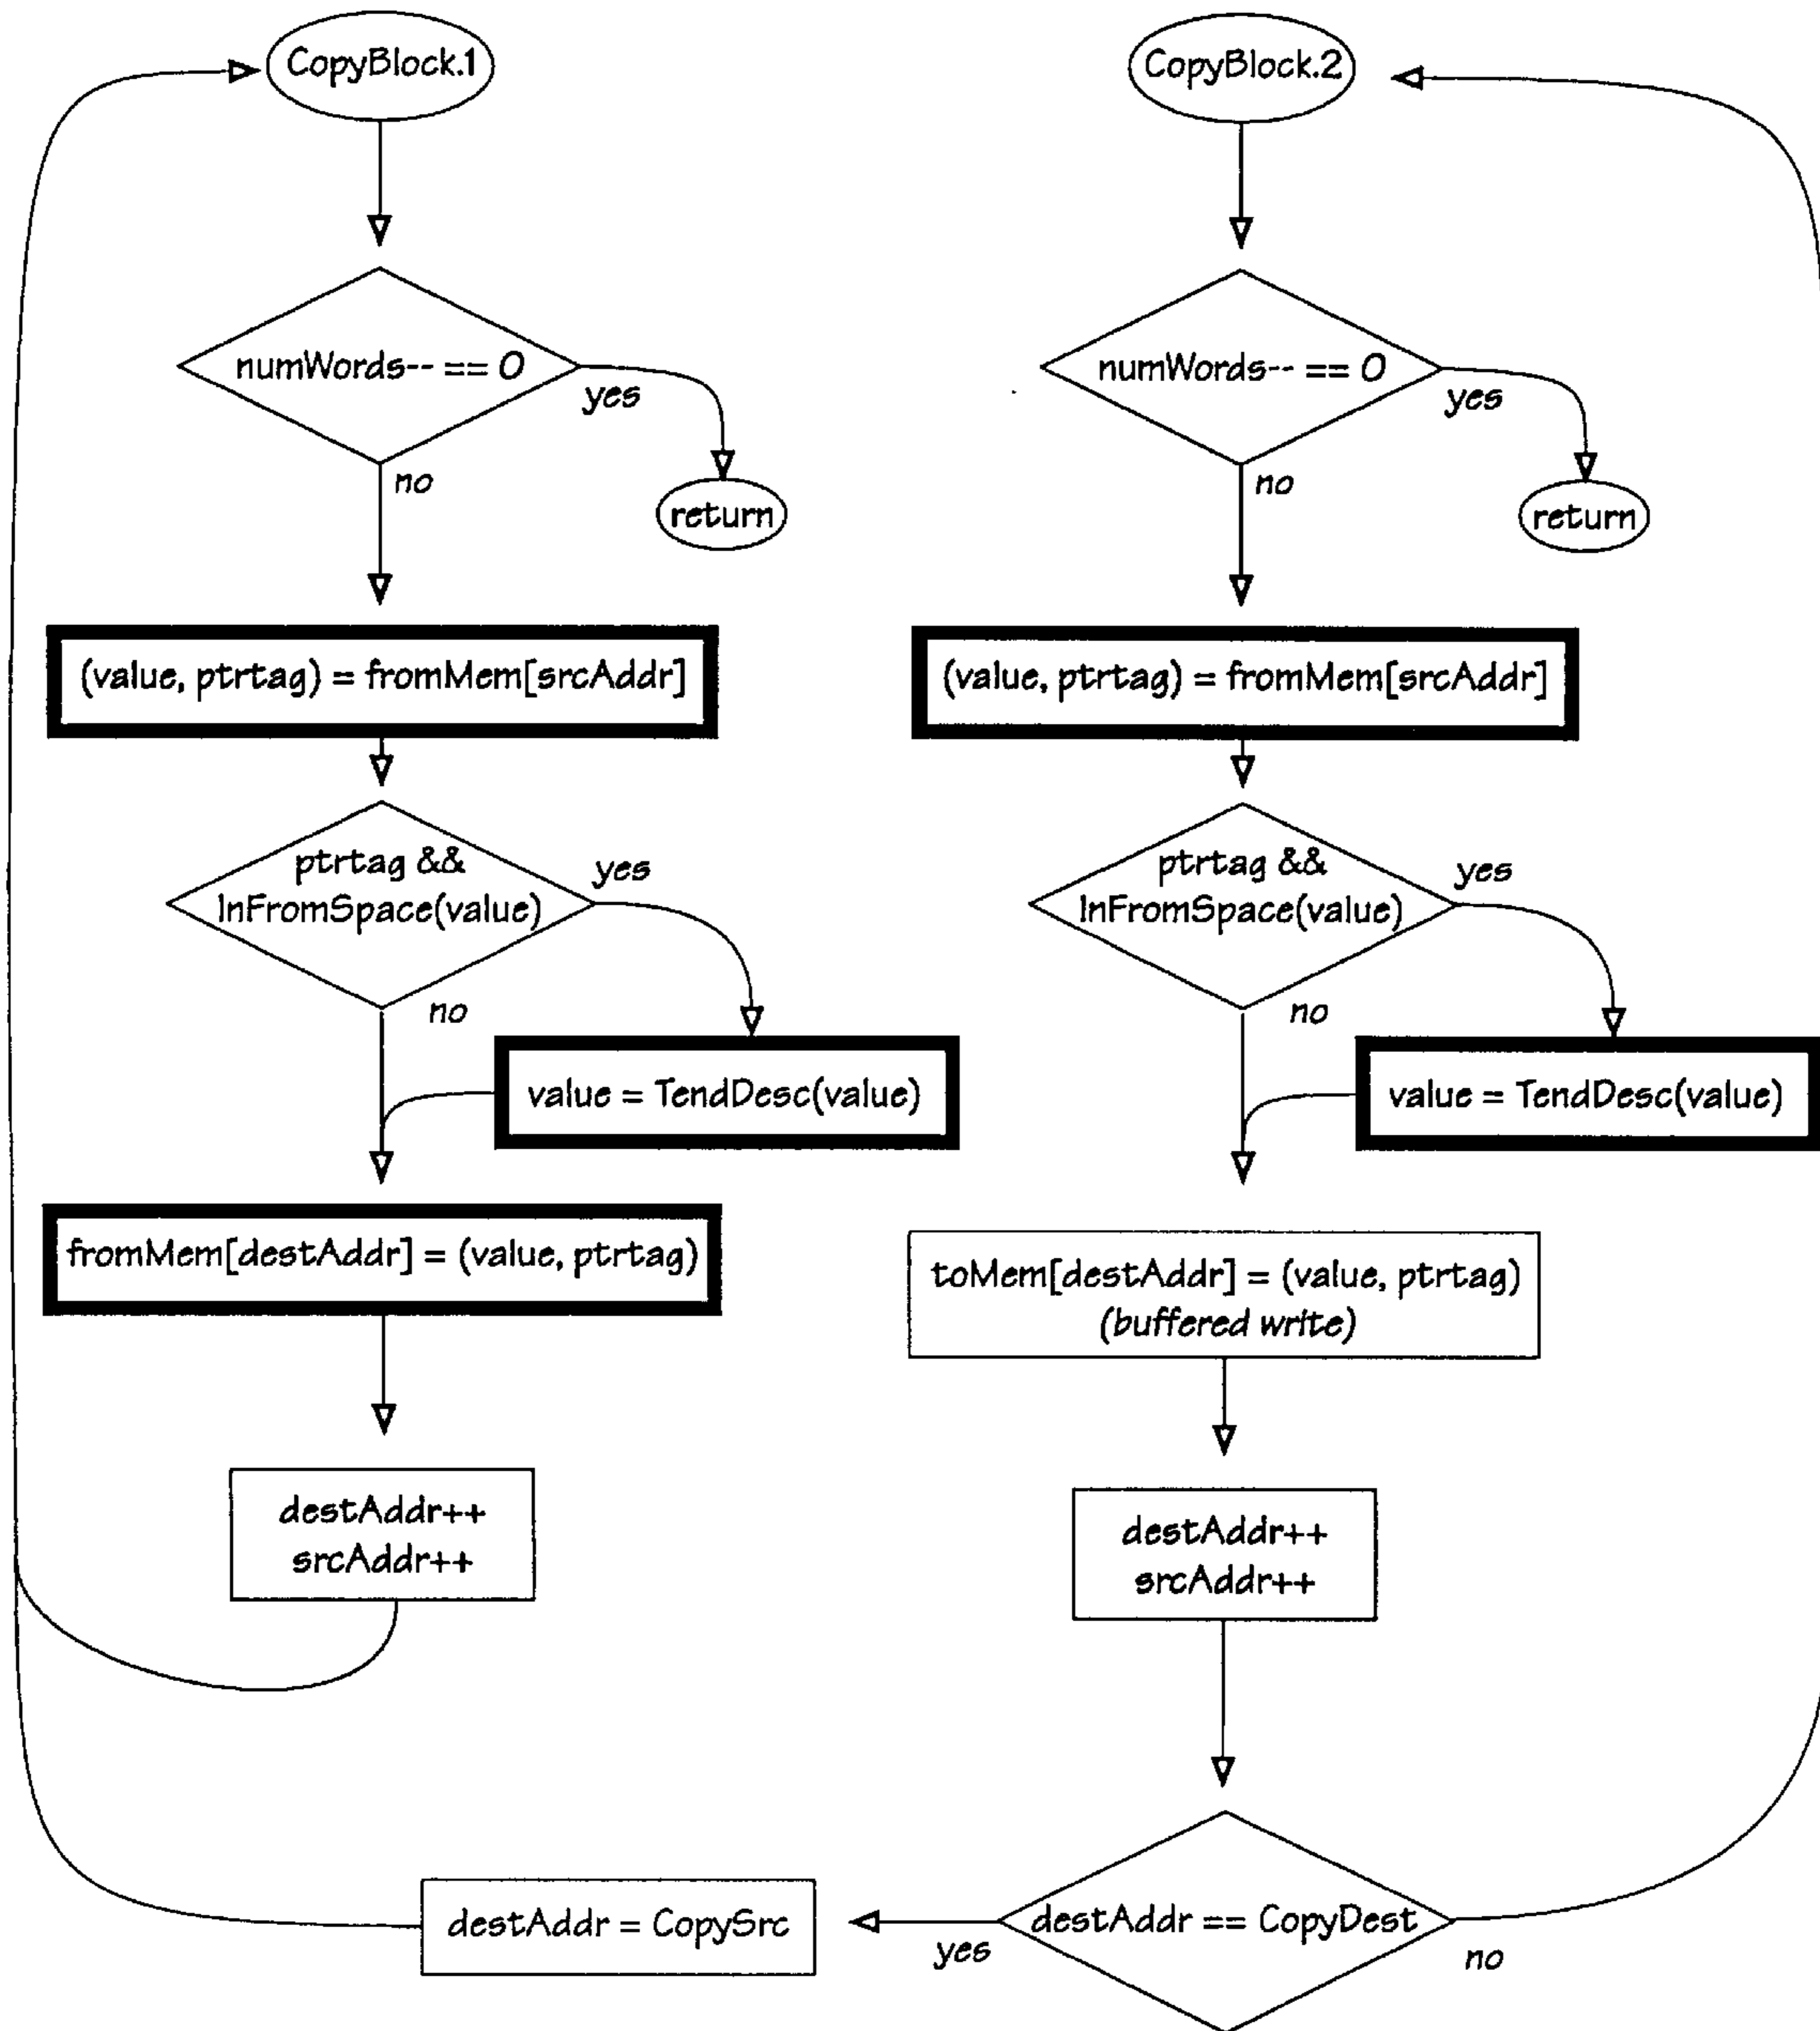 CopyBlock.1
numWords-- == 0
yes
no
return
(value, ptrtag) = fromMem[srcAddr]
ptrtag &&
InFromSpace(value)
yes
no
value = TendDesc(value)
fromMem[destAddr] = (value, ptrtag)
destAddr++
srcAddr++
CopyBlock.2
numWords-- == 0
yes
no
return
(value, ptrtag) = fromMem[srcAddr]
ptrtag &&
InFromSpace(value)
yes
no
value = TendDesc(value)
toMem[destAddr] = (value, ptrtag)
(buffered write)
destAddr++
srcAddr++
destAddr == CopyDest
yes
no
destAddr = CopySrc